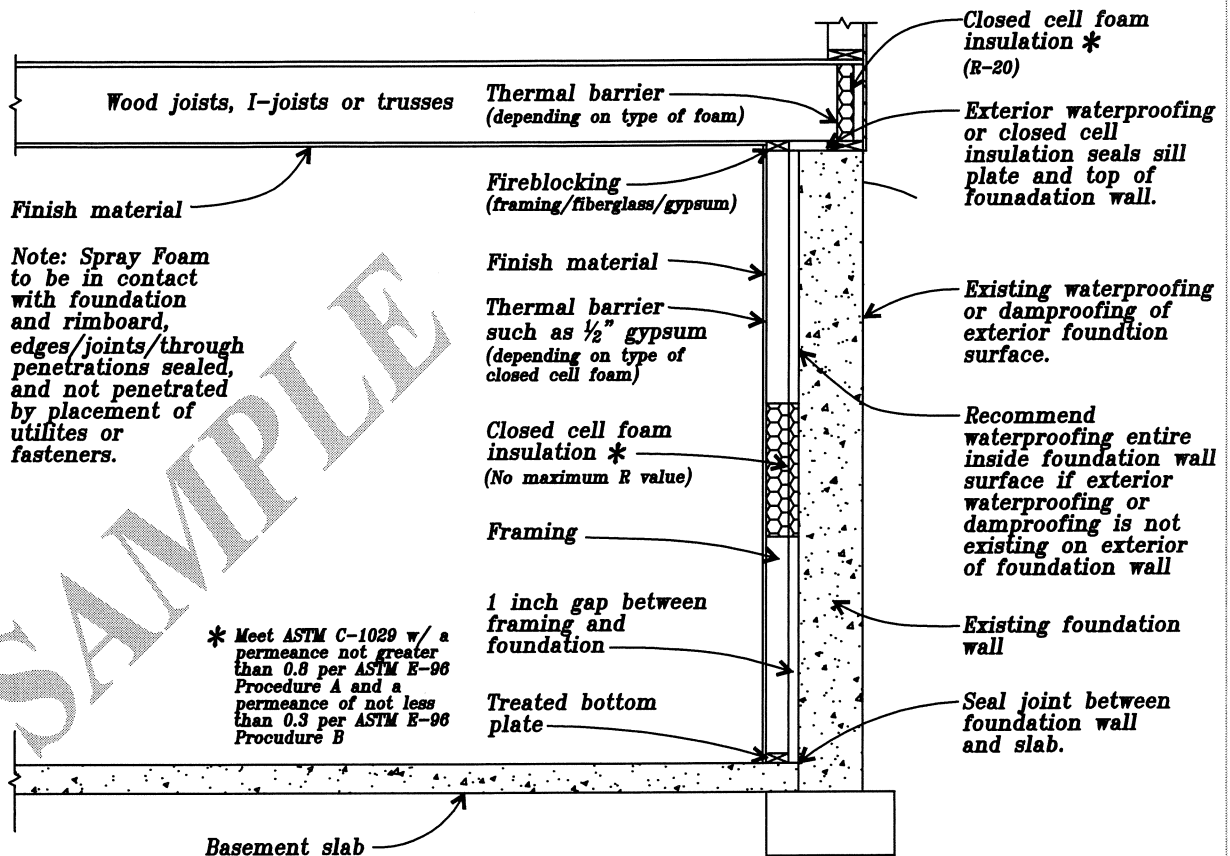 Closed cell foam
insulation *
(R-20)
Wood joists, I-joists or trusses
Thermal barrier
(depending on type of foam)
Exterior waterproofing
or closed cell
insulation seals sill
plate and top of
founadation wall.
Fireblocking
(framing/fiberglass/gypsum)
Finish material
Note: Spray Foam
to be in contact
with foundation
and rimboard,
edges/joints/through
penetrations sealed,
and not penetrated
by placement of
utilites or
fasteners.
Finish material
Thermal barrier
such as ½" gypsum
(depending on type of
closed cell foam)
Existing waterproofing
or damproofing of
exterior foundtion
surface.
Closed cell foam
insulation *
(No maximum R value)
Recommend
waterproofing entire
inside foundation wall
surface if exterior
waterproofing or
damproofing is not
existing on exterior
of foundation wall
Framing
1 inch gap between
framing and
foundation
Existing foundation
wall
* Meet ASTM C-1029 w/ a
permeance not greater
than 0.8 per ASTM E-96
Procedure A and a
permeance of not less
than 0.3 per ASTM E-96
Procudure B
Treated bottom
plate
Seal joint between
foundation wall
and slab.
Basement slab
SAMPLE